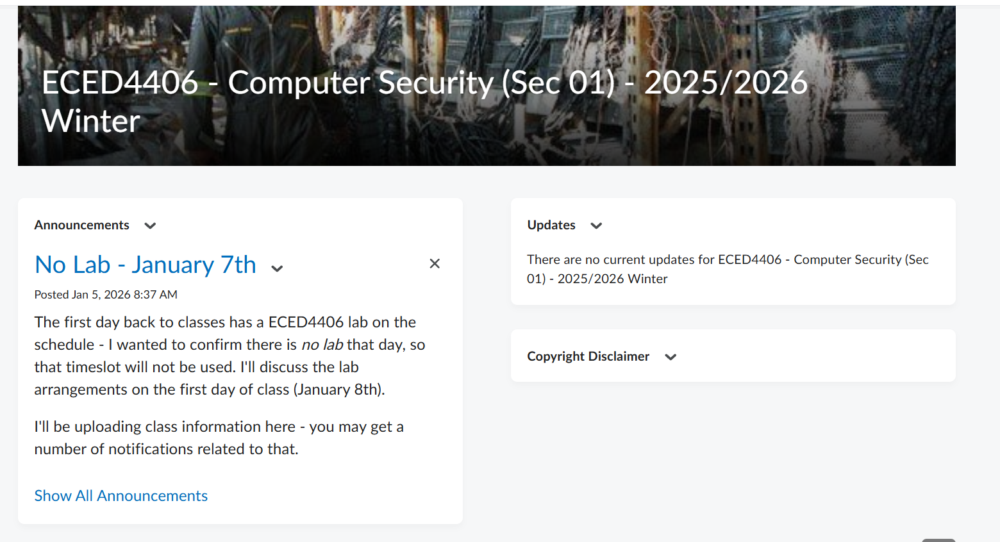 ECED4406 - Computer Security (Sec 01) - 2025/2026
Winter
Announcements
No Lab - January 7th
Posted Jan 5, 2026 8:37 AM
The first day back to classes has a ECED4406 lab on the
schedule - I wanted to confirm there is no lab that day, so
that timeslot will not be used. I'll discuss the lab
arrangements on the first day of class (January 8th).
I'll be uploading class information here - you may get a
number of notifications related to that.
Show All Announcements
Updates
There are no current updates for ECED4406 - Computer Security (Sec
01) - 2025/2026 Winter
Copyright Disclaimer